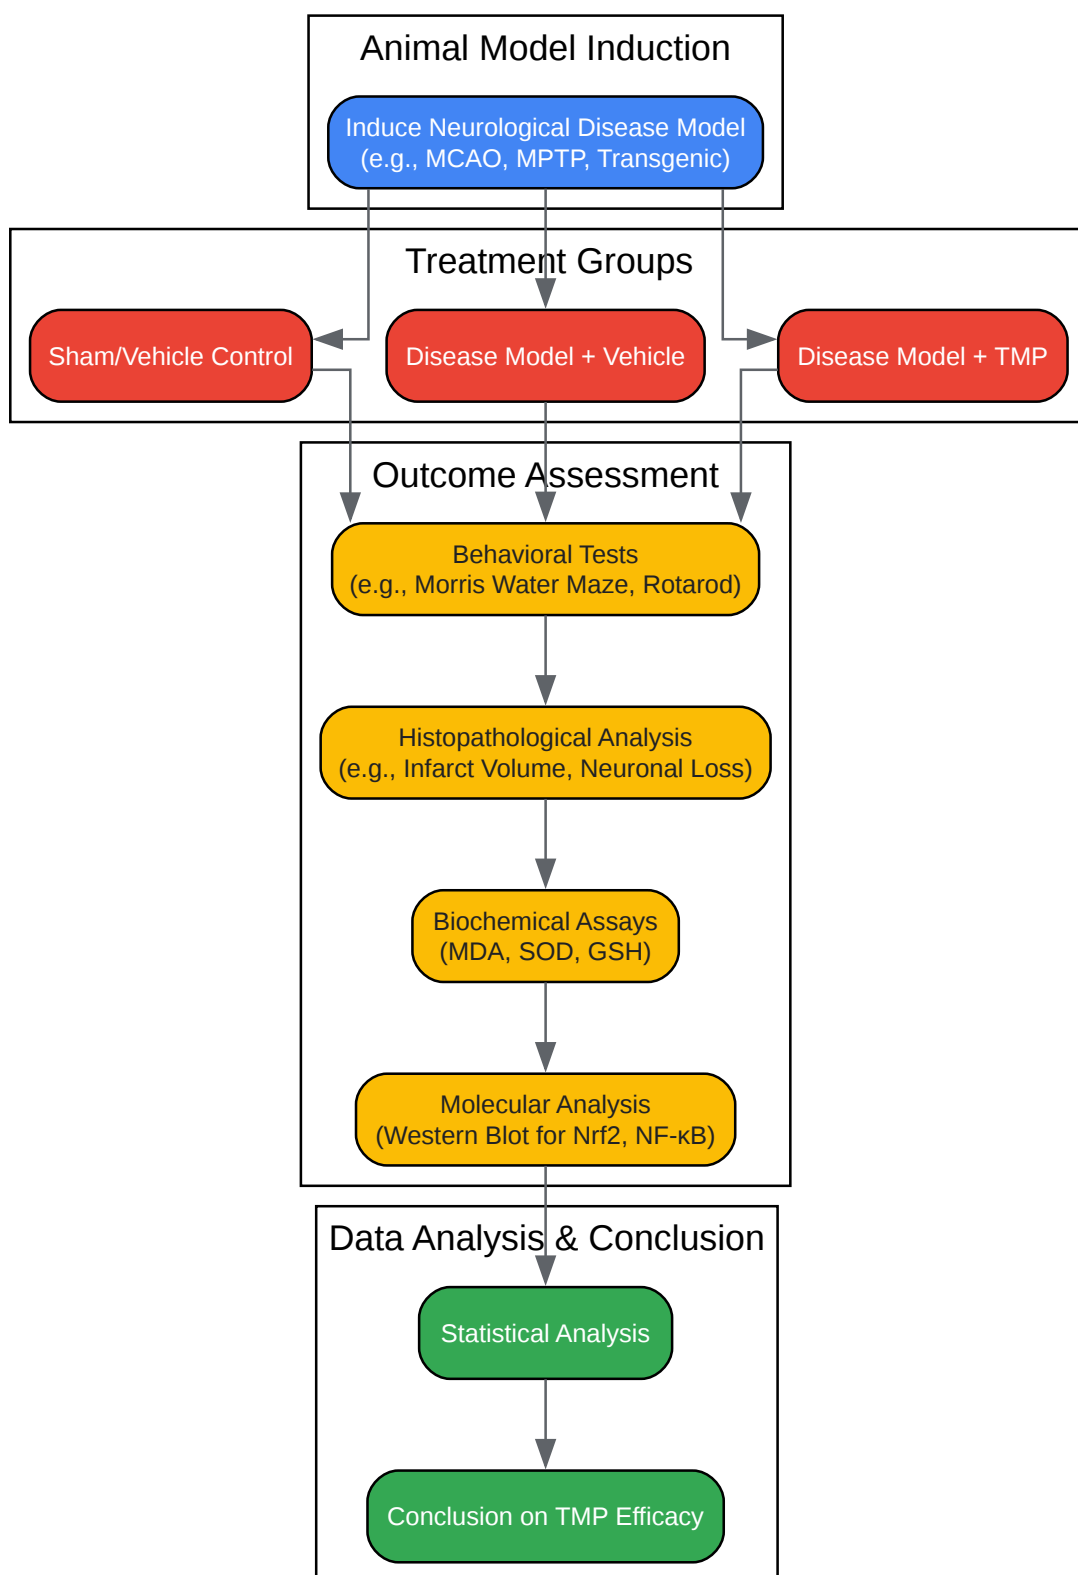 Animal Model Induction
Induce Neurological Disease Model
(e.g., MCAO, MPTP, Transgenic)
Treatment Groups
Sham/Vehicle Control
Disease Model + Vehicle
Disease Model + TMP
Outcome Assessment
Behavioral Tests
(e.g., Morris Water Maze, Rotarod)
Histopathological Analysis
(e.g., Infarct Volume, Neuronal Loss)
Biochemical Assays
(MDA, SOD, GSH)
Molecular Analysis
(Western Blot for Nrf2, NF-κB)
Data Analysis & Conclusion
Statistical Analysis
Conclusion on TMP Efficacy